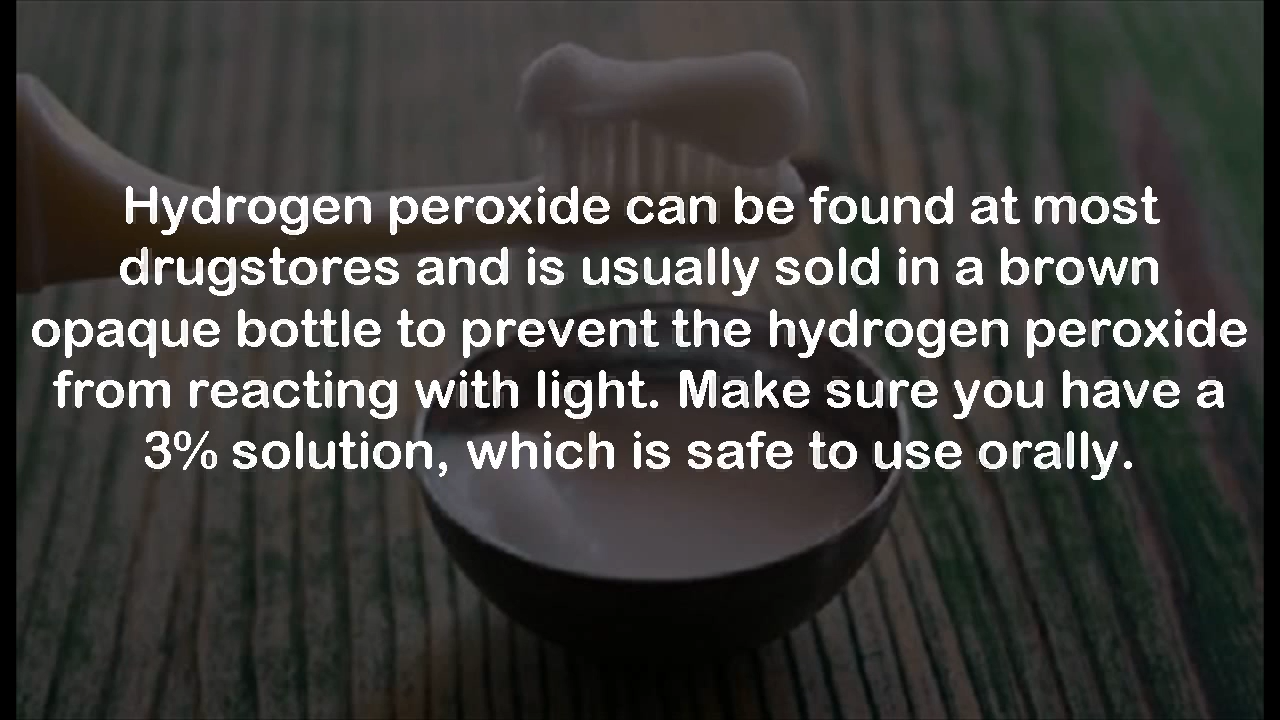 Hydrogen peroxide can be found at most
drugstores and is usually sold in a brown
opaque bottle to prevent the hydrogen peroxide
from reacting with light. Make sure you have a
3% solution, which is safe to use orally.